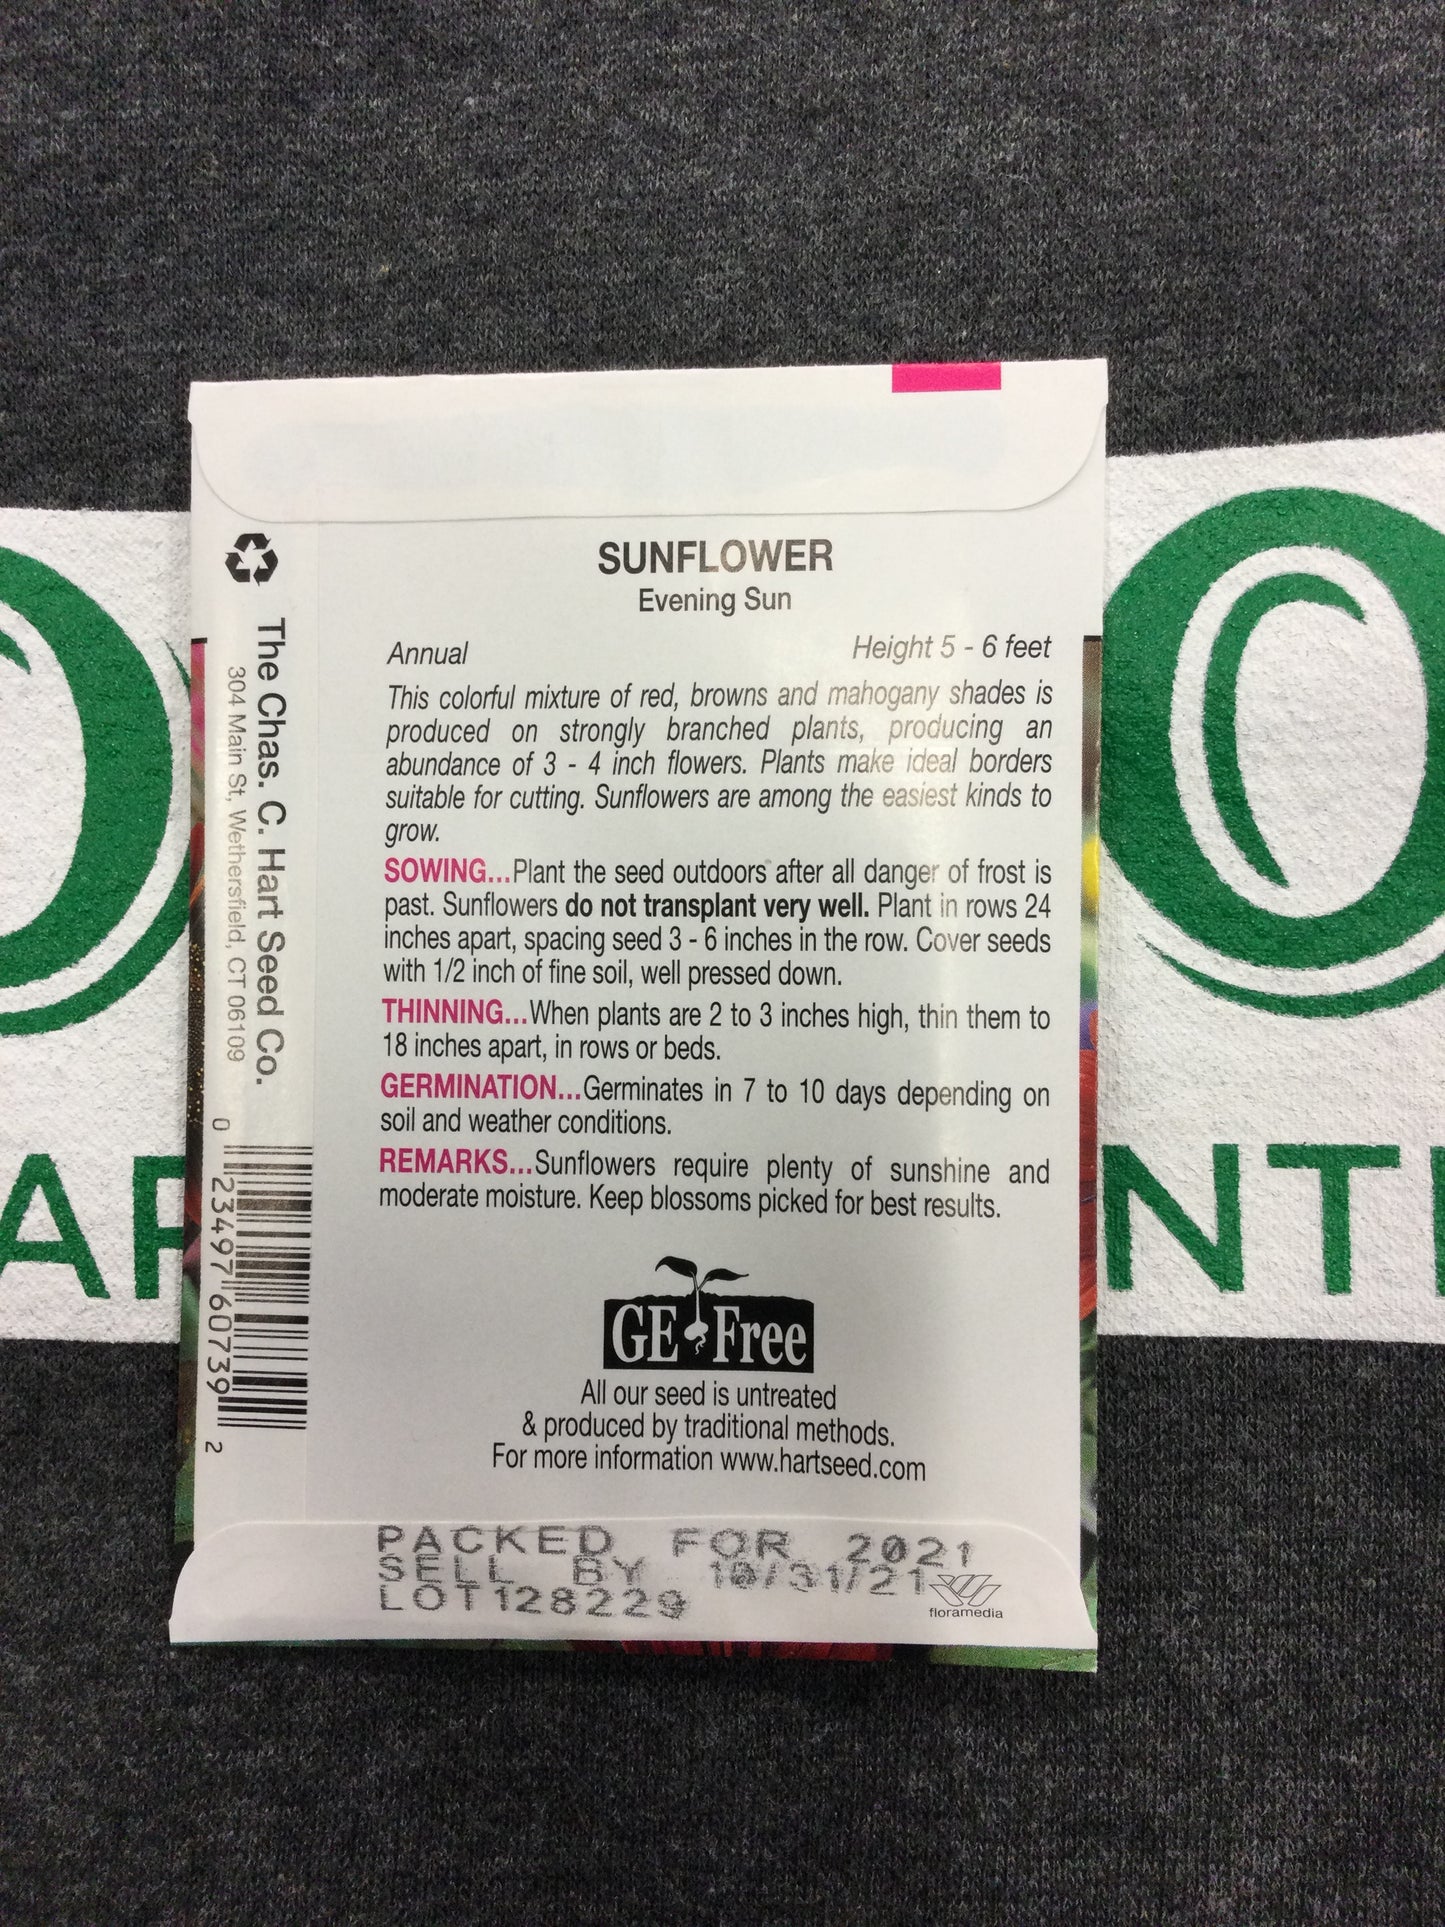 SUNFLOWER
Evening Sun
Annual
Height 5 - 6 feet
This colorful mixture of red, browns and mahogany shades is
produced on strongly branched plants, producing an
abundance of 3 - 4 inch flowers. Plants make ideal borders
suitable for cutting. Sunflowers are among the easiest kinds to
grow.
SOWING...Plant the seed outdoors after all danger of frost is
past. Sunflowers do not transplant very well. Plant in rows 24
inches apart, spacing seed 3 - 6 inches in the row. Cover seeds
with 1/2 inch of fine soil, well pressed down.
THINNING...When plants are 2 to 3 inches high, thin them to
18 inches apart, in rows or beds.
GERMINATION...Germinates in 7 to 10 days depending on
soil and weather conditions.
REMARKS...Sunflowers require plenty of sunshine and
moderate moisture. Keep blossoms picked for best results.
GE Free
All our seed is untreated
& produced by traditional methods.
For more information www.hartseed.com
PACKED FOR 2021
SELL BY 10/31/21
LOT128229
floramedia
The Chas. C. Hart Seed Co.
304 Main St, Wethersfield, CT 06109
0 23497 60739 2
O
O
AR
NTE